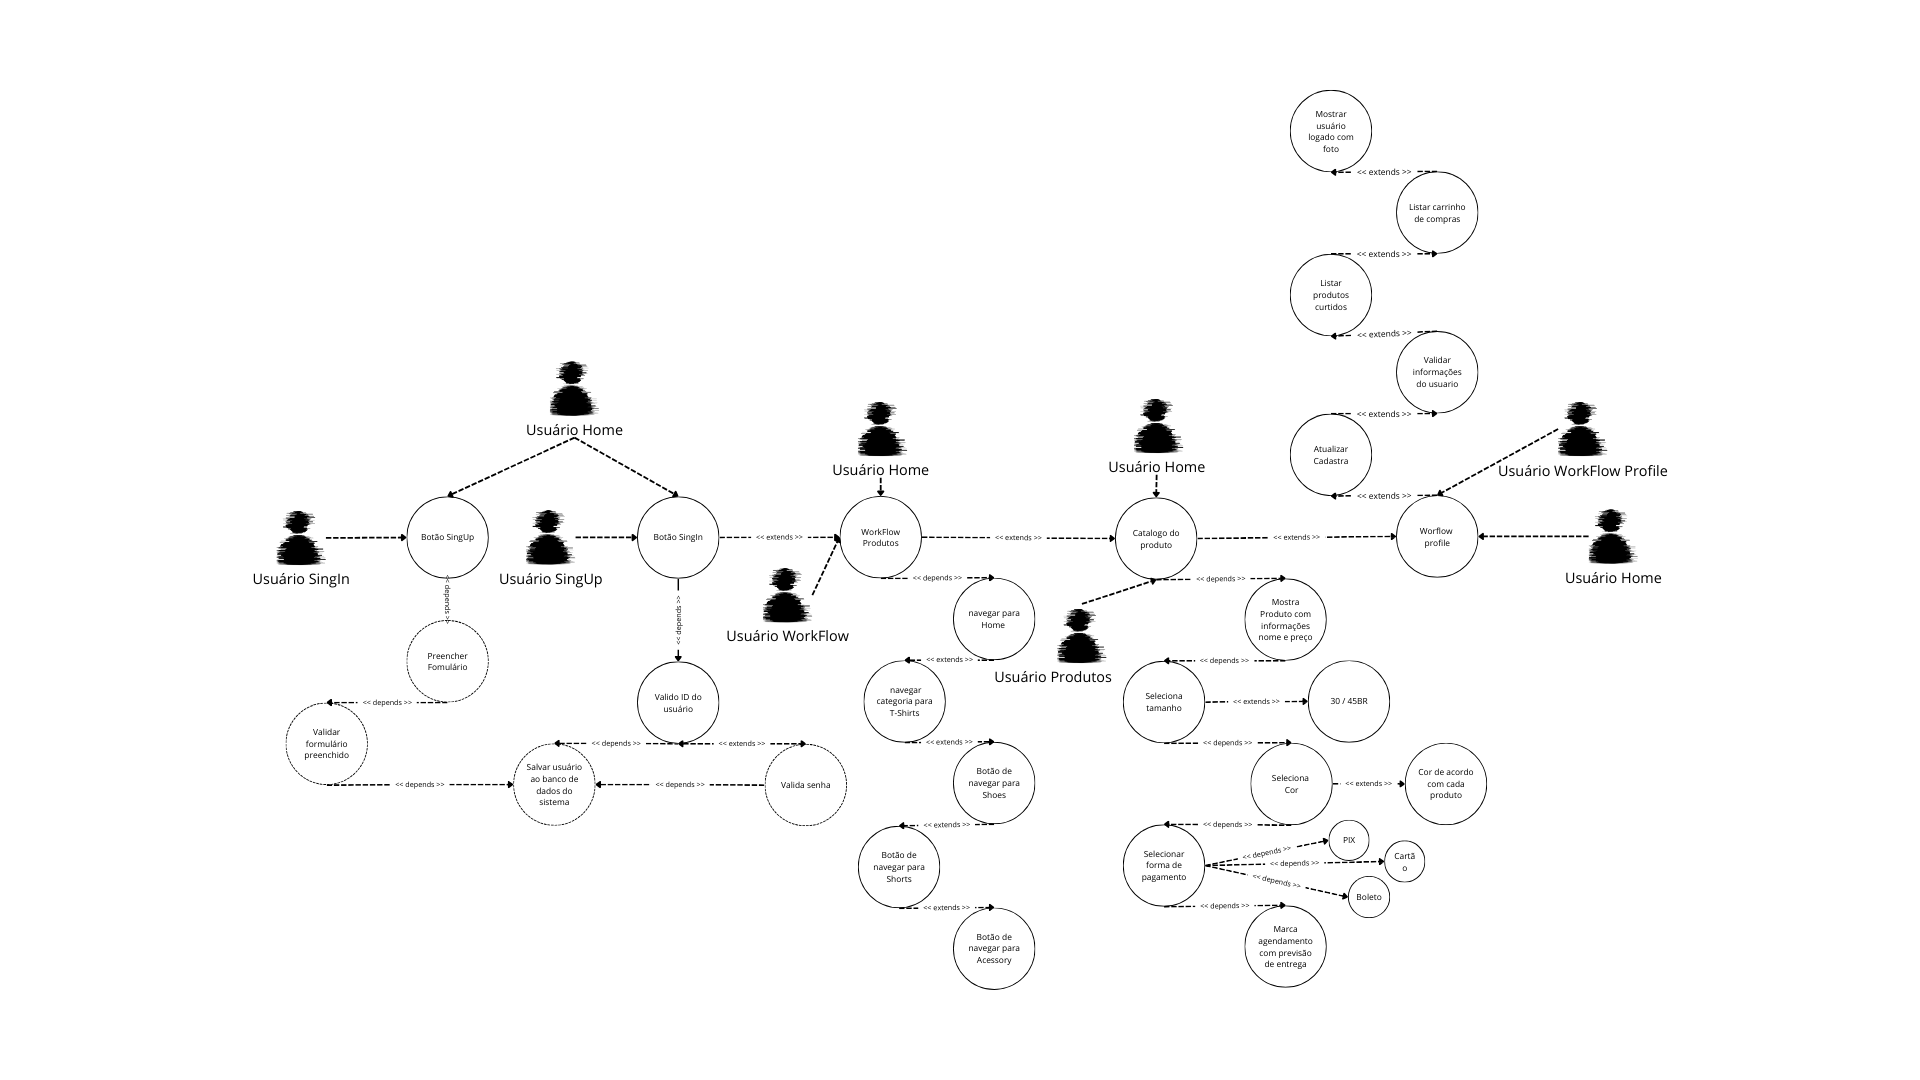 Mostrar
usuário
logado com
foto
<< extends >>
Listar carrinho
de compras
<< extends >>
Listar
produtos
curtidos
<< extends >>
Validar
informações
do usuario
<< extends >>
Atualizar
Cadastra
<< extends >>
Usuário Home
Usuário Home
Usuário Home
Usuário WorkFlow Profile
Usuário SingIn
Botão SingUp
Usuário SingUp
Botão SingIn
<< extends >>
WorkFlow
Produtos
<< extends >>
Catalogo do
produto
<< extends >>
Worflow
profile
Usuário Home
<< depends >>
Preencher
Fomulário
<< depends >>
Validar
formulário
preenchido
<< depends >>
<< depends >>
Valido ID do
usuário
<< depends >>
<< extends >>
Salvar usuário
ao banco de
dados do
sistema
<< depends >>
Valida senha
Usuário WorkFlow
<< depends >>
navegar para
Home
<< extends >>
navegar
categoria para
T-Shirts
<< extends >>
Botão de
navegar para
Shoes
<< extends >>
Botão de
navegar para
Shorts
<< extends >>
Botão de
navegar para
Acessory
Usuário Produtos
<< depends >>
Mostra
Produto com
informações
nome e preço
<< depends >>
Seleciona
tamanho
<< extends >>
30 / 45BR
<< depends >>
Seleciona
Cor
<< extends >>
Cor de acordo
com cada
produto
<< depends >>
Selecionar
forma de
pagamento
<< depends >>
PIX
<< depends >>
Cartã
o
<< depends >>
Boleto
<< depends >>
Marca
agendamento
com previsão
de entrega